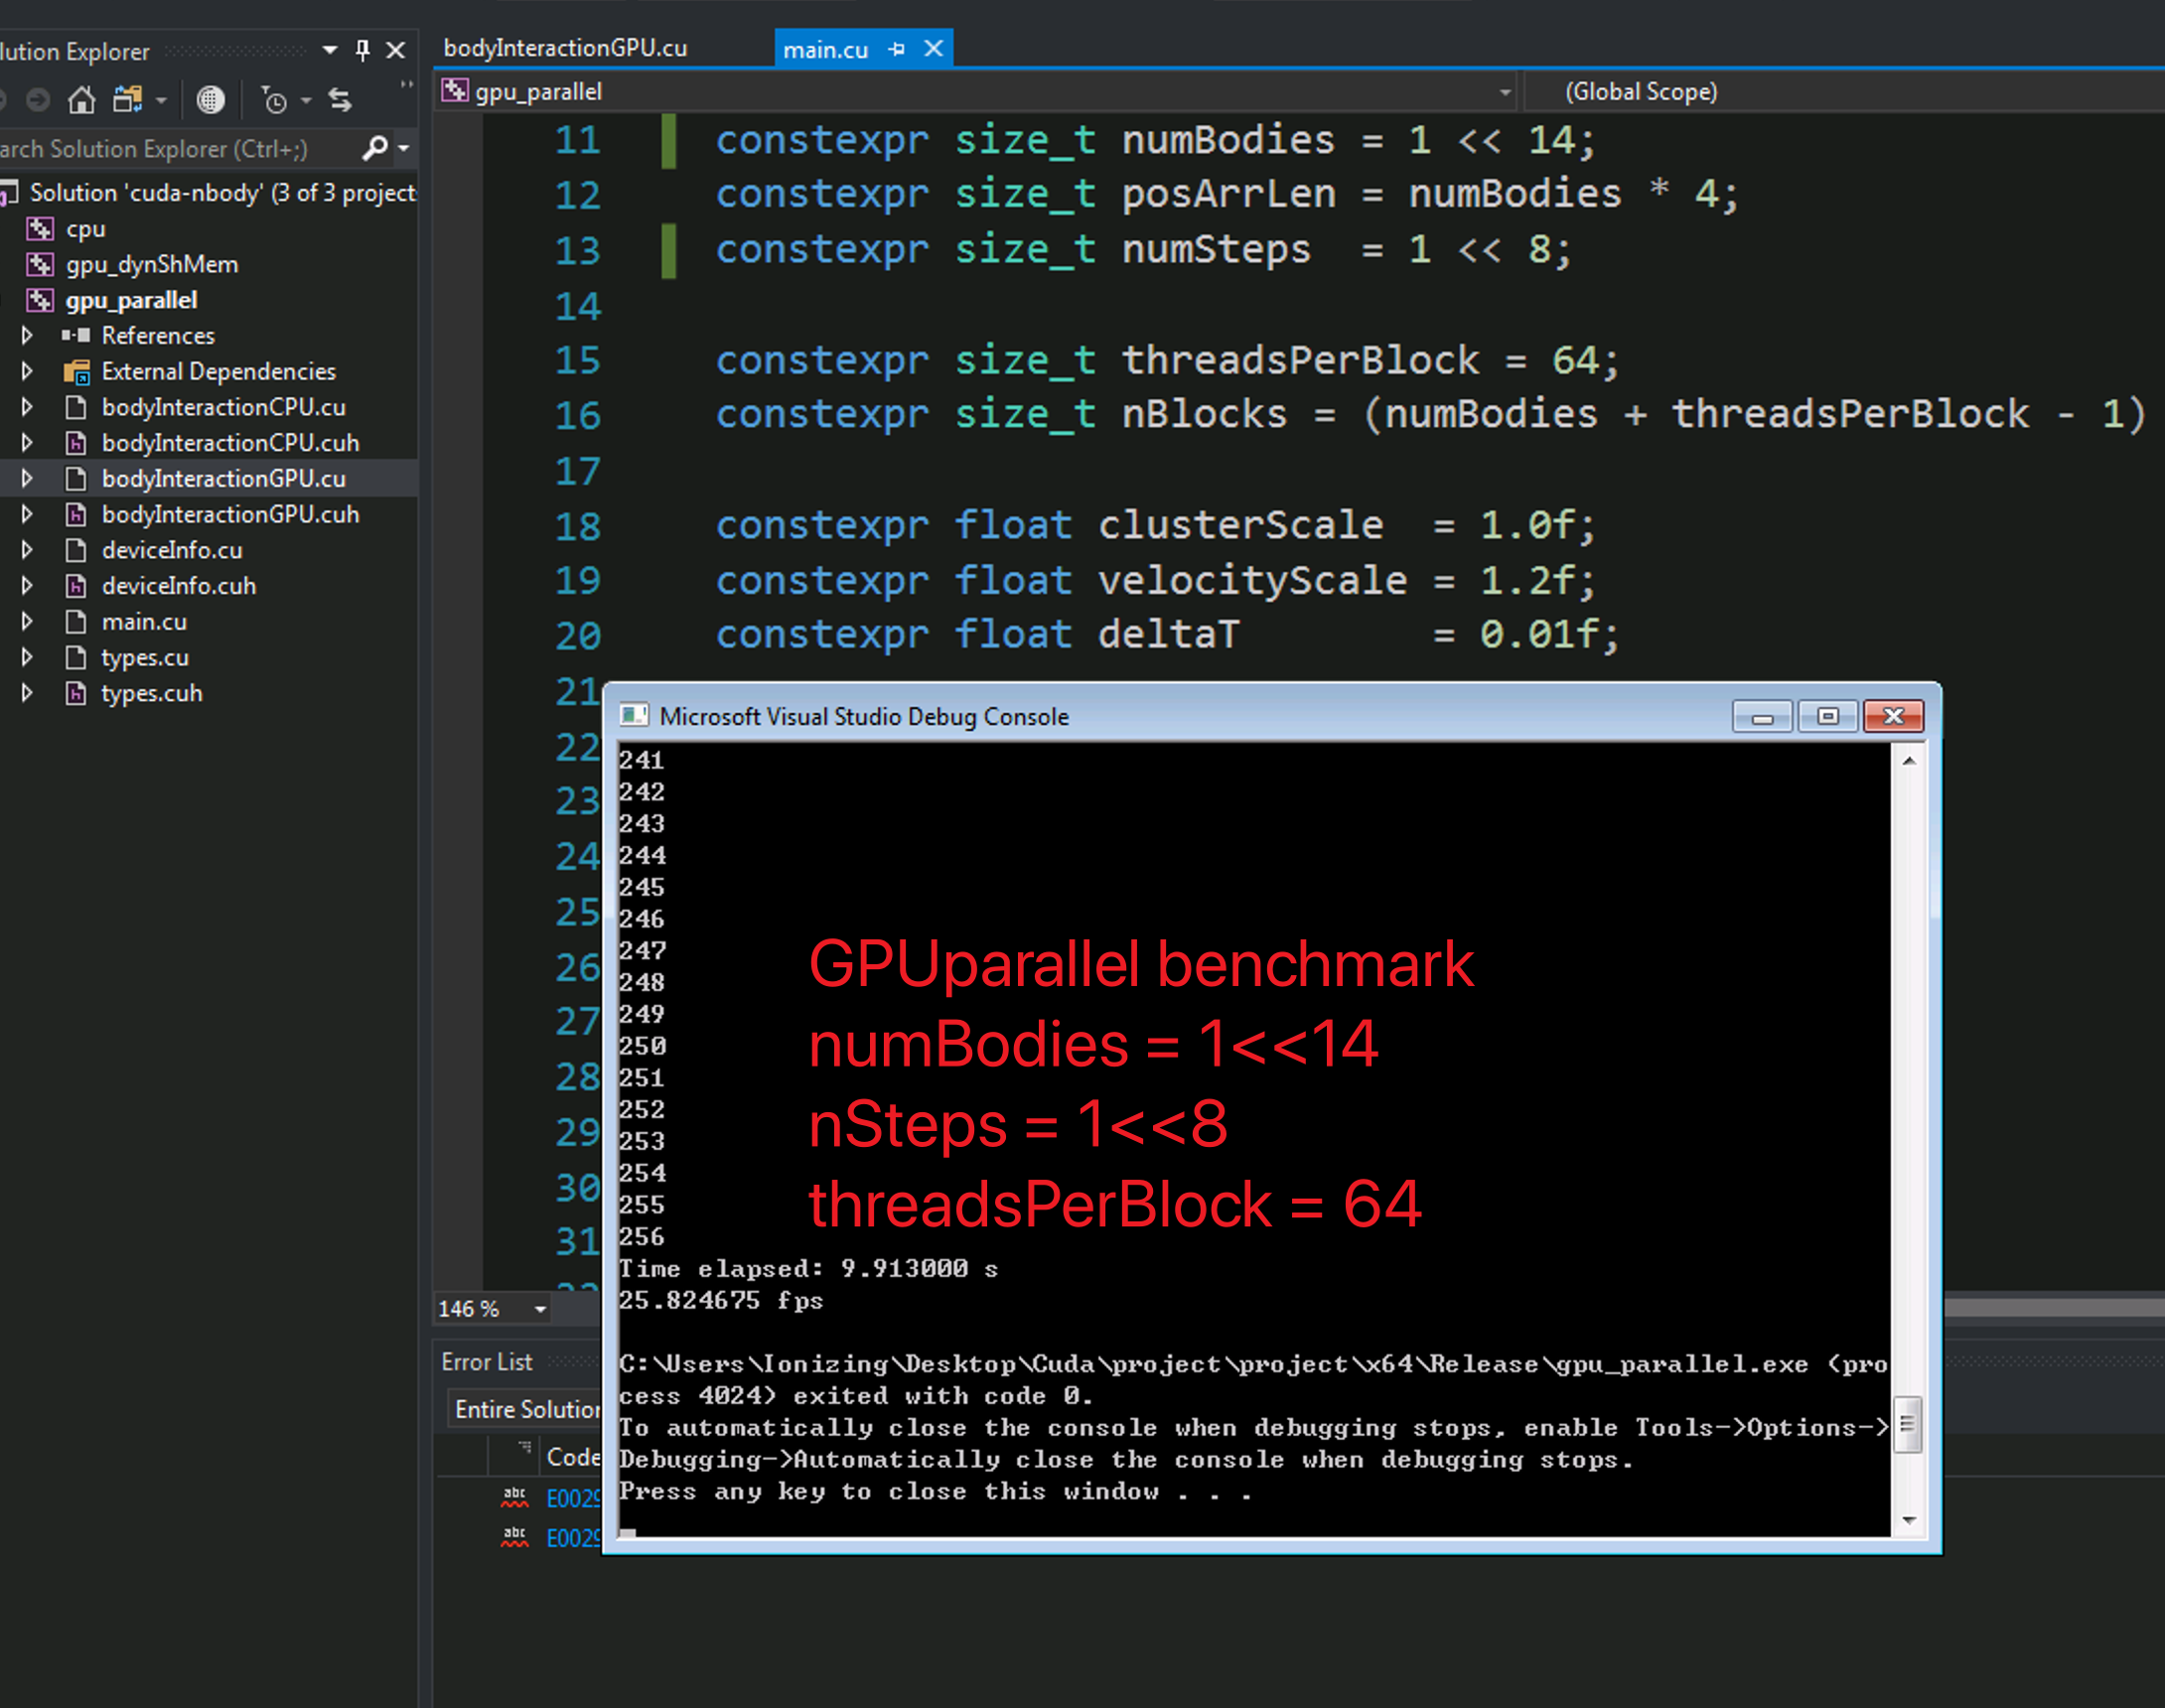 lution Explorer
arch Solution Explorer (Ctrl+;)
Solution 'cuda-nbody' (3 of 3 project
cpu
gpu_dynShMem
gpu_parallel
References
External Dependencies
bodyInteractionCPU.cu
bodyInteractionCPU.cuh
bodyInteractionGPU.cu
bodyInteractionGPU.cuh
deviceInfo.cu
deviceInfo.cuh
main.cu
types.cu
types.cuh
bodyInteractionGPU.cu main.cu
gpu_parallel (Global Scope)
11 constexpr size_t numBodies = 1 << 14;
12 constexpr size_t posArrLen = numBodies * 4;
13 constexpr size_t numSteps = 1 << 8;
14
15 constexpr size_t threadsPerBlock = 64;
16 constexpr size_t nBlocks = (numBodies + threadsPerBlock - 1)
17
18 constexpr float clusterScale = 1.0f;
19 constexpr float velocityScale = 1.2f;
20 constexpr float deltaT = 0.01f;
21
22
23
24
25
26
27
28
29
30
31
146 %
Error List
Entire Solution
Code
abc E0029
abc E0029
Microsoft Visual Studio Debug Console
241
242
243
244
245
246
247
248
249
250
251
252
253
254
255
256
Time elapsed: 9.913000 s
25.824675 fps
C:\Users\Ionizing\Desktop\Cuda\project\project\x64\Release\gpu_parallel.exe (pro
cess 4024) exited with code 0.
To automatically close the console when debugging stops, enable Tools->Options->
Debugging->Automatically close the console when debugging stops.
Press any key to close this window . . .
GPUparallel benchmark
numBodies = 1<<14
nSteps = 1<<8
threadsPerBlock = 64